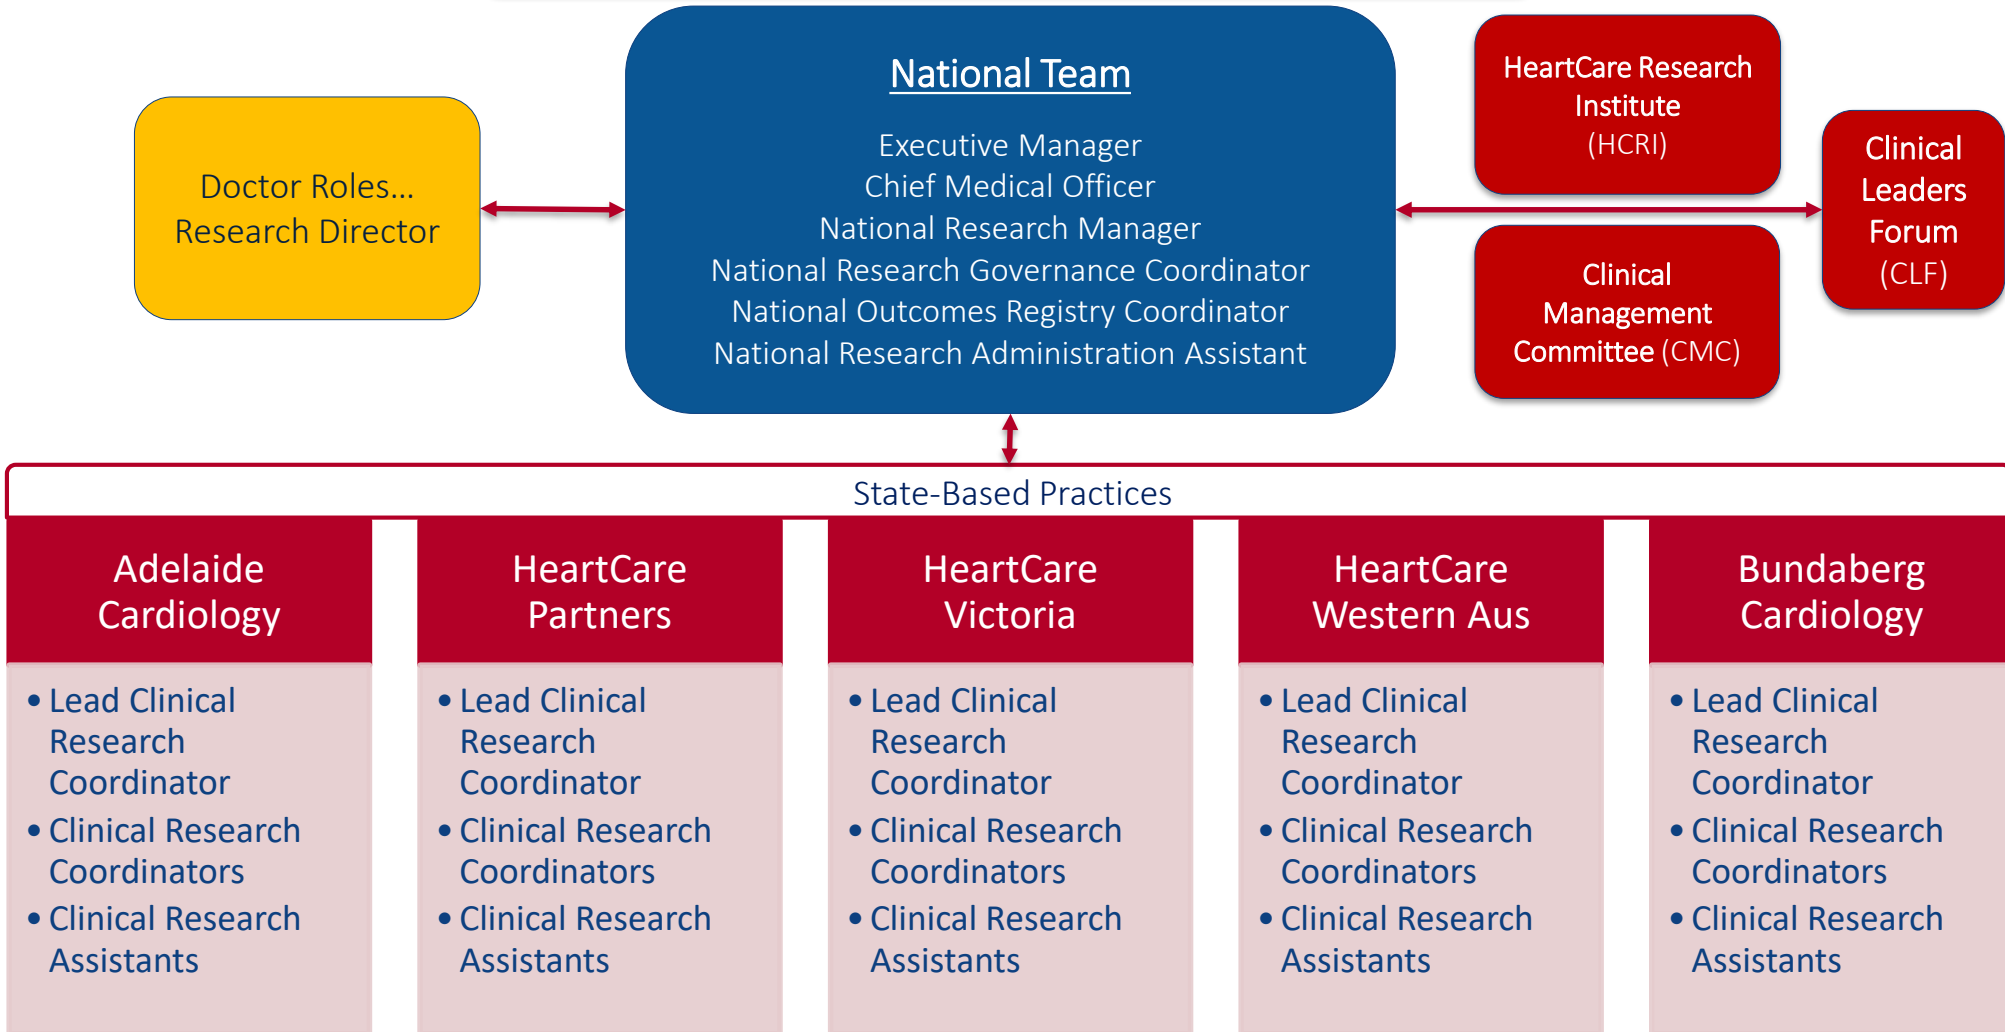 National Team
Executive Manager
Chief Medical Officer
National Research Manager
National Research Governance Coordinator
National Outcomes Registry Coordinator
National Research Administration Assistant
Doctor Roles...
Research Director
HeartCare Research
Institute
(HCRI)
Clinical
Management
Committee (CMC)
Clinical
Leaders
Forum
(CLF)
State-Based Practices
Adelaide
Cardiology
• Lead Clinical
Research
Coordinator
• Clinical Research
Coordinators
• Clinical Research
Assistants
HeartCare
Partners
• Lead Clinical
Research
Coordinator
• Clinical Research
Coordinators
• Clinical Research
Assistants
HeartCare
Victoria
• Lead Clinical
Research
Coordinator
• Clinical Research
Coordinators
• Clinical Research
Assistants
HeartCare
Western Aus
• Lead Clinical
Research
Coordinator
• Clinical Research
Coordinators
• Clinical Research
Assistants
Bundaberg
Cardiology
• Lead Clinical
Research
Coordinator
• Clinical Research
Coordinators
• Clinical Research
Assistants